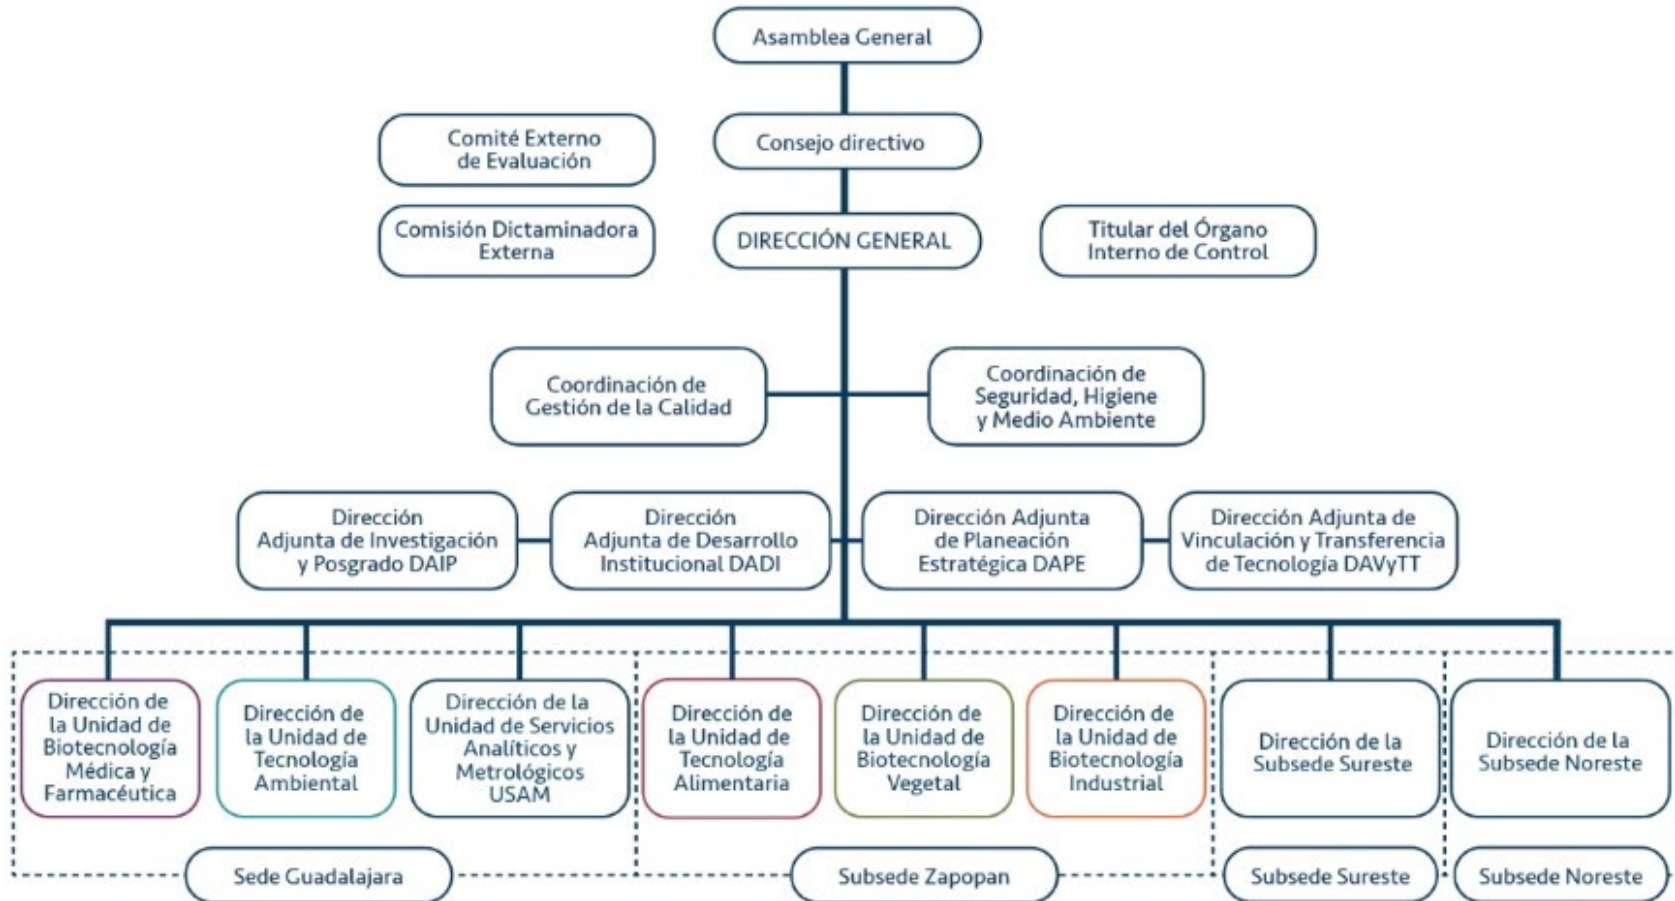 Asamblea General
Comité Externo
de Evaluación
Consejo directivo
Comisión Dictaminadora
Externa
DIRECCIÓN GENERAL
Titular del Órgano
Interno de Control
Coordinación de
Gestión de la Calidad
Coordinación de
Seguridad, Higiene
y Medio Ambiente
Dirección
Adjunta de Investigación
y Posgrado DAIP
Dirección
Adjunta de Desarrollo
Institucional DADI
Dirección Adjunta
de Planeación
Estratégica DAPE
Dirección Adjunta de
Vinculación y Transferencia
de Tecnología DAVyTT
Dirección de
la Unidad de
Biotecnología
Médica y
Farmacéutica
Dirección de
la Unidad de
Tecnología
Ambiental
Dirección de la
Unidad de Servicios
Analíticos y
Metrológicos
USAM
Dirección de
la Unidad de
Tecnología
Alimentaria
Dirección de
la Unidad de
Biotecnología
Vegetal
Dirección de
la Unidad de
Biotecnología
Industrial
Dirección de la
Subsede Sureste
Dirección de la
Subsede Noreste
Sede Guadalajara
Subsede Zapopan
Subsede Sureste
Subsede Noreste